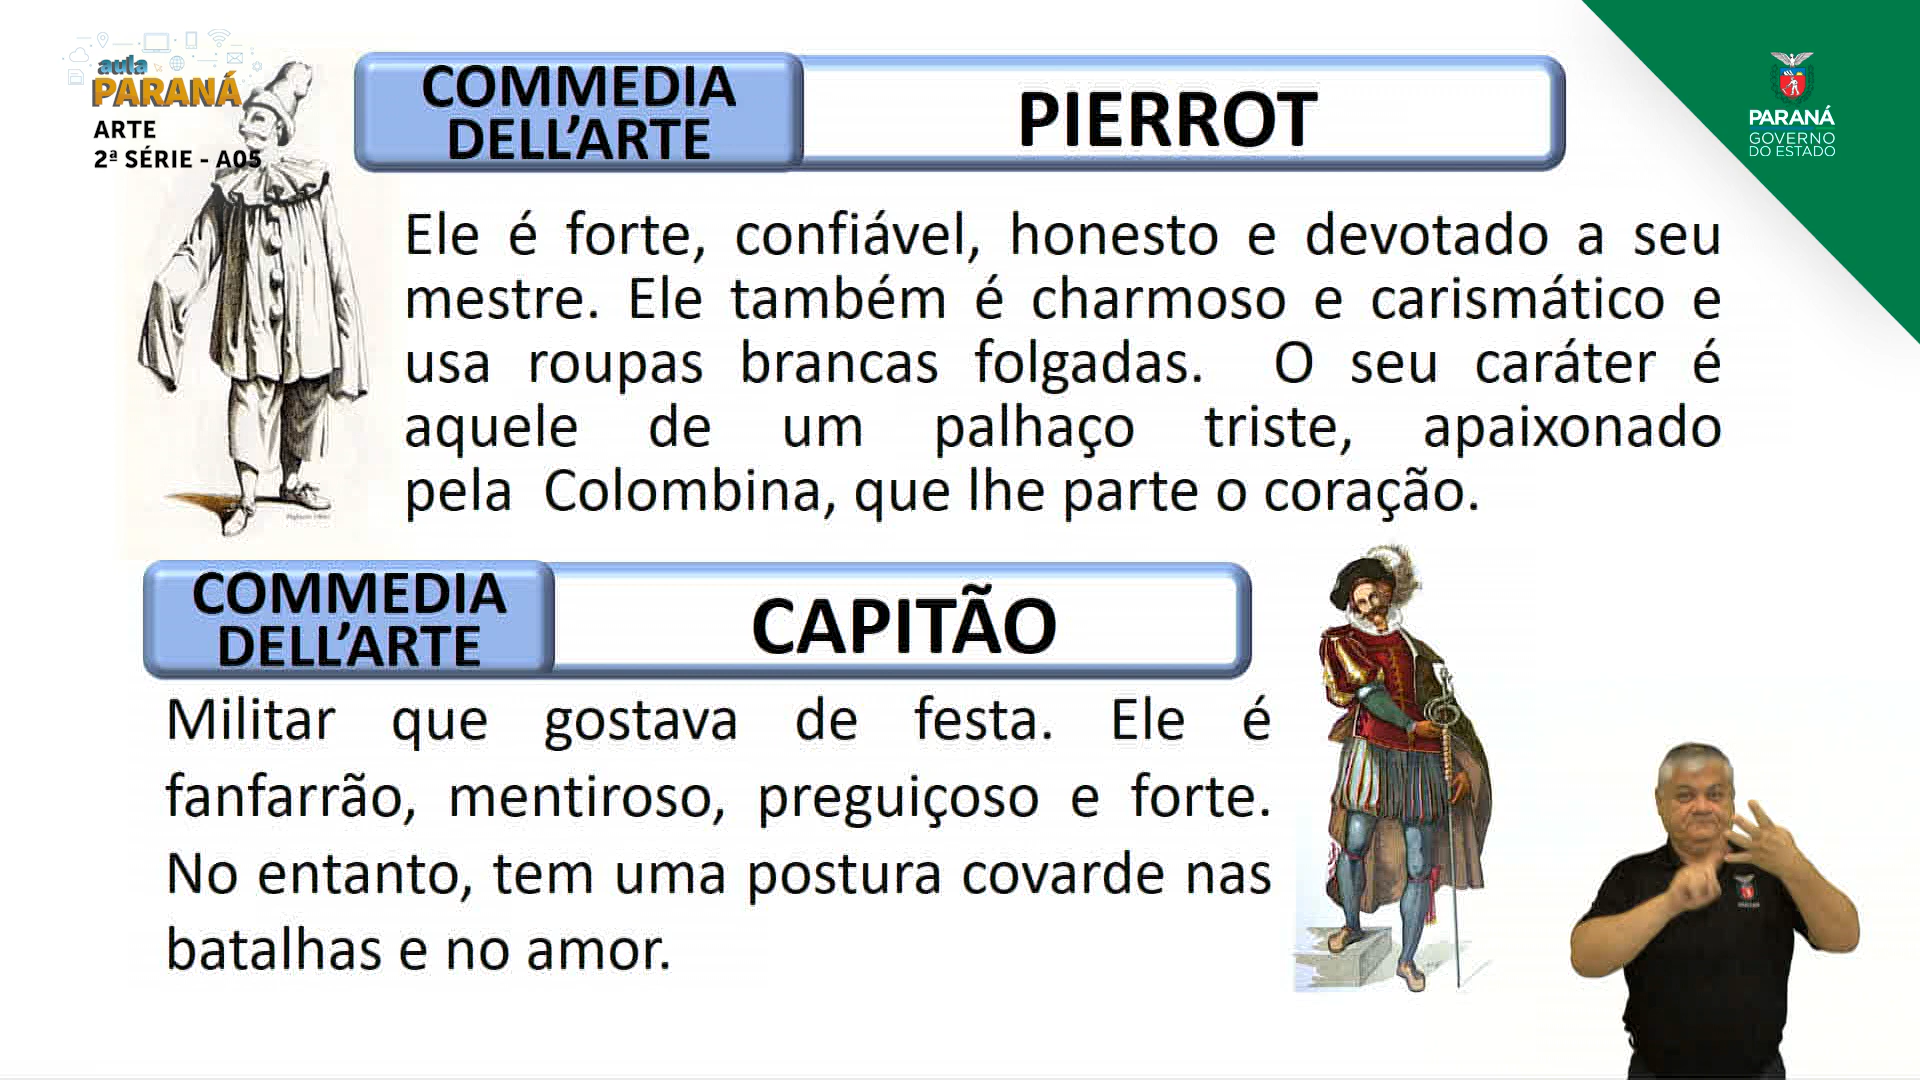 aula
PARANÁ
ARTE
2ª SÉRIE - A05
COMMEDIA
DELL’ARTE
PIERROT
PARANÁ
GOVERNO
DO ESTADO
Ele é forte, confiável, honesto e devotado a seu
mestre. Ele também é charmoso e carismático e
usa roupas brancas folgadas. O seu caráter é
aquele de um palhaço triste, apaixonado
pela Colombina, que lhe parte o coração.
COMMEDIA
DELL’ARTE
CAPITÃO
Militar que gostava de festa. Ele é
fanfarrão, mentiroso, preguiçoso e forte.
No entanto, tem uma postura covarde nas
batalhas e no amor.